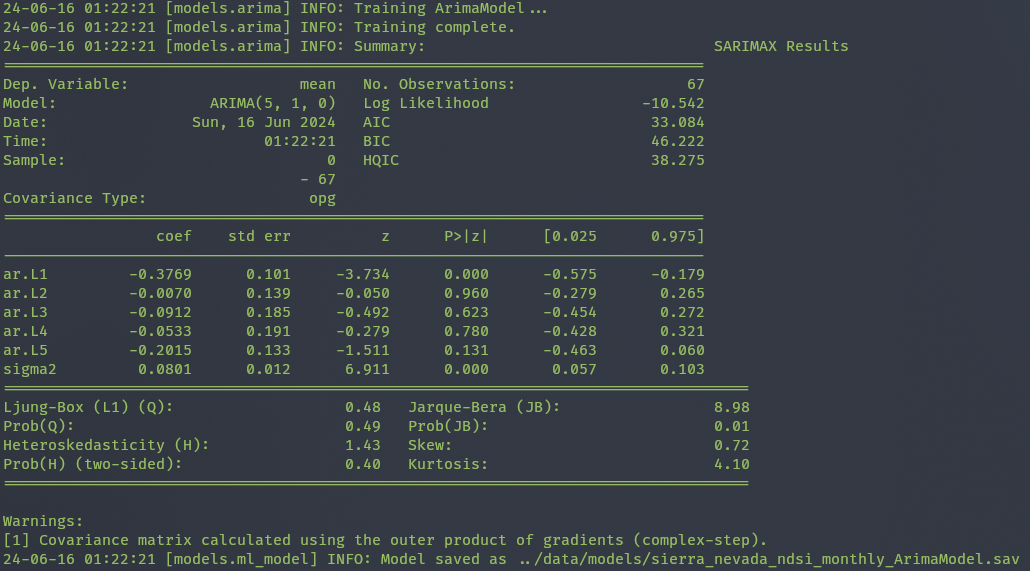 24-06-16 01:22:21 [models.arima] INFO: Training ArimaModel...
24-06-16 01:22:21 [models.arima] INFO: Training complete.
24-06-16 01:22:21 [models.arima] INFO: Summary:                                SARIMAX Results
==============================================================================
Dep. Variable:                   mean   No. Observations:                   67
Model:                 ARIMA(5, 1, 0)   Log Likelihood                 -10.542
Date:                Sun, 16 Jun 2024   AIC                             33.084
Time:                        01:22:21   BIC                             46.222
Sample:                             0   HQIC                            38.275
                                 - 67
Covariance Type:                  opg
==============================================================================
                 coef    std err          z      P>|z|      [0.025      0.975]
------------------------------------------------------------------------------
ar.L1         -0.3769      0.101     -3.734      0.000      -0.575      -0.179
ar.L2         -0.0070      0.139     -0.050      0.960      -0.279       0.265
ar.L3         -0.0912      0.185     -0.492      0.623      -0.454       0.272
ar.L4         -0.0533      0.191     -0.279      0.780      -0.428       0.321
ar.L5         -0.2015      0.133     -1.511      0.131      -0.463       0.060
sigma2         0.0801      0.012      6.911      0.000       0.057       0.103
===================================================================================
Ljung-Box (L1) (Q):                   0.48   Jarque-Bera (JB):                 8.98
Prob(Q):                              0.49   Prob(JB):                         0.01
Heteroskedasticity (H):               1.43   Skew:                             0.72
Prob(H) (two-sided):                  0.40   Kurtosis:                         4.10
===================================================================================
Warnings:
[1] Covariance matrix calculated using the outer product of gradients (complex-step).
24-06-16 01:22:21 [models.ml_model] INFO: Model saved as ../data/models/sierra_nevada_ndsi_monthly_ArimaModel.sav